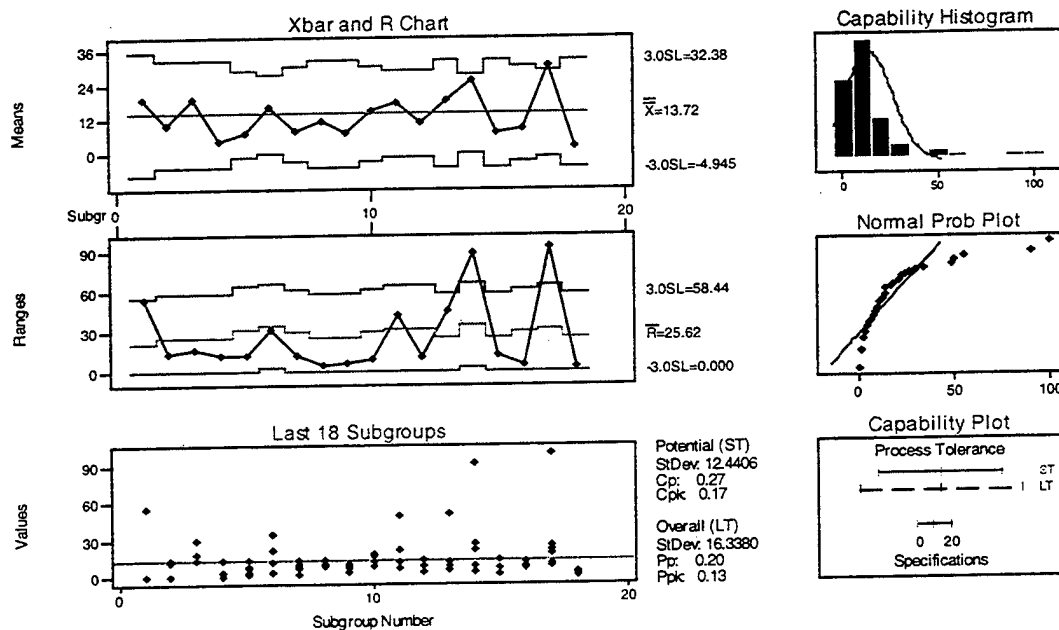 Xbar and R Chart
Means
36
24
12
0
3.0SL=32.38
X=13.72
-3.0SL=-4.945
Subgr 0
10
20
Ranges
90
60
30
0
3.0SL=58.44
R=25.62
-3.0SL=0.000
Last 18 Subgroups
Values
90
60
30
0
0
10
20
Subgroup Number
Potential (ST)
StDev: 12.4406
Cp: 0.27
Cpk: 0.17
Overall (LT)
StDev: 16.3380
Pp: 0.20
Ppk: 0.13
Capability Histogram
0
50
100
Normal Prob Plot
0
50
100
Capability Plot
Process Tolerance
ST
LT
0
20
Specifications